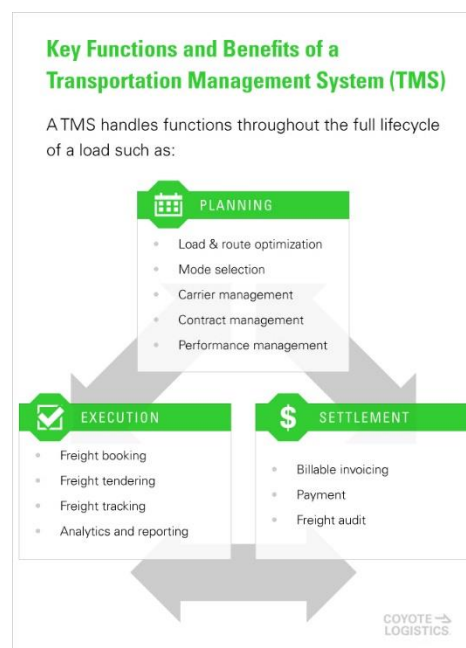 Key Functions and Benefits of a
Transportation Management System (TMS)
A TMS handles functions throughout the full lifecycle
of a load such as:
PLANNING
Load & route optimization
Mode selection
Carrier management
Contract management
Performance management
EXECUTION
Freight booking
Freight tendering
Freight tracking
Analytics and reporting
$ SETTLEMENT
Billable invoicing
Payment
Freight audit
COYOTE
LOGISTICS